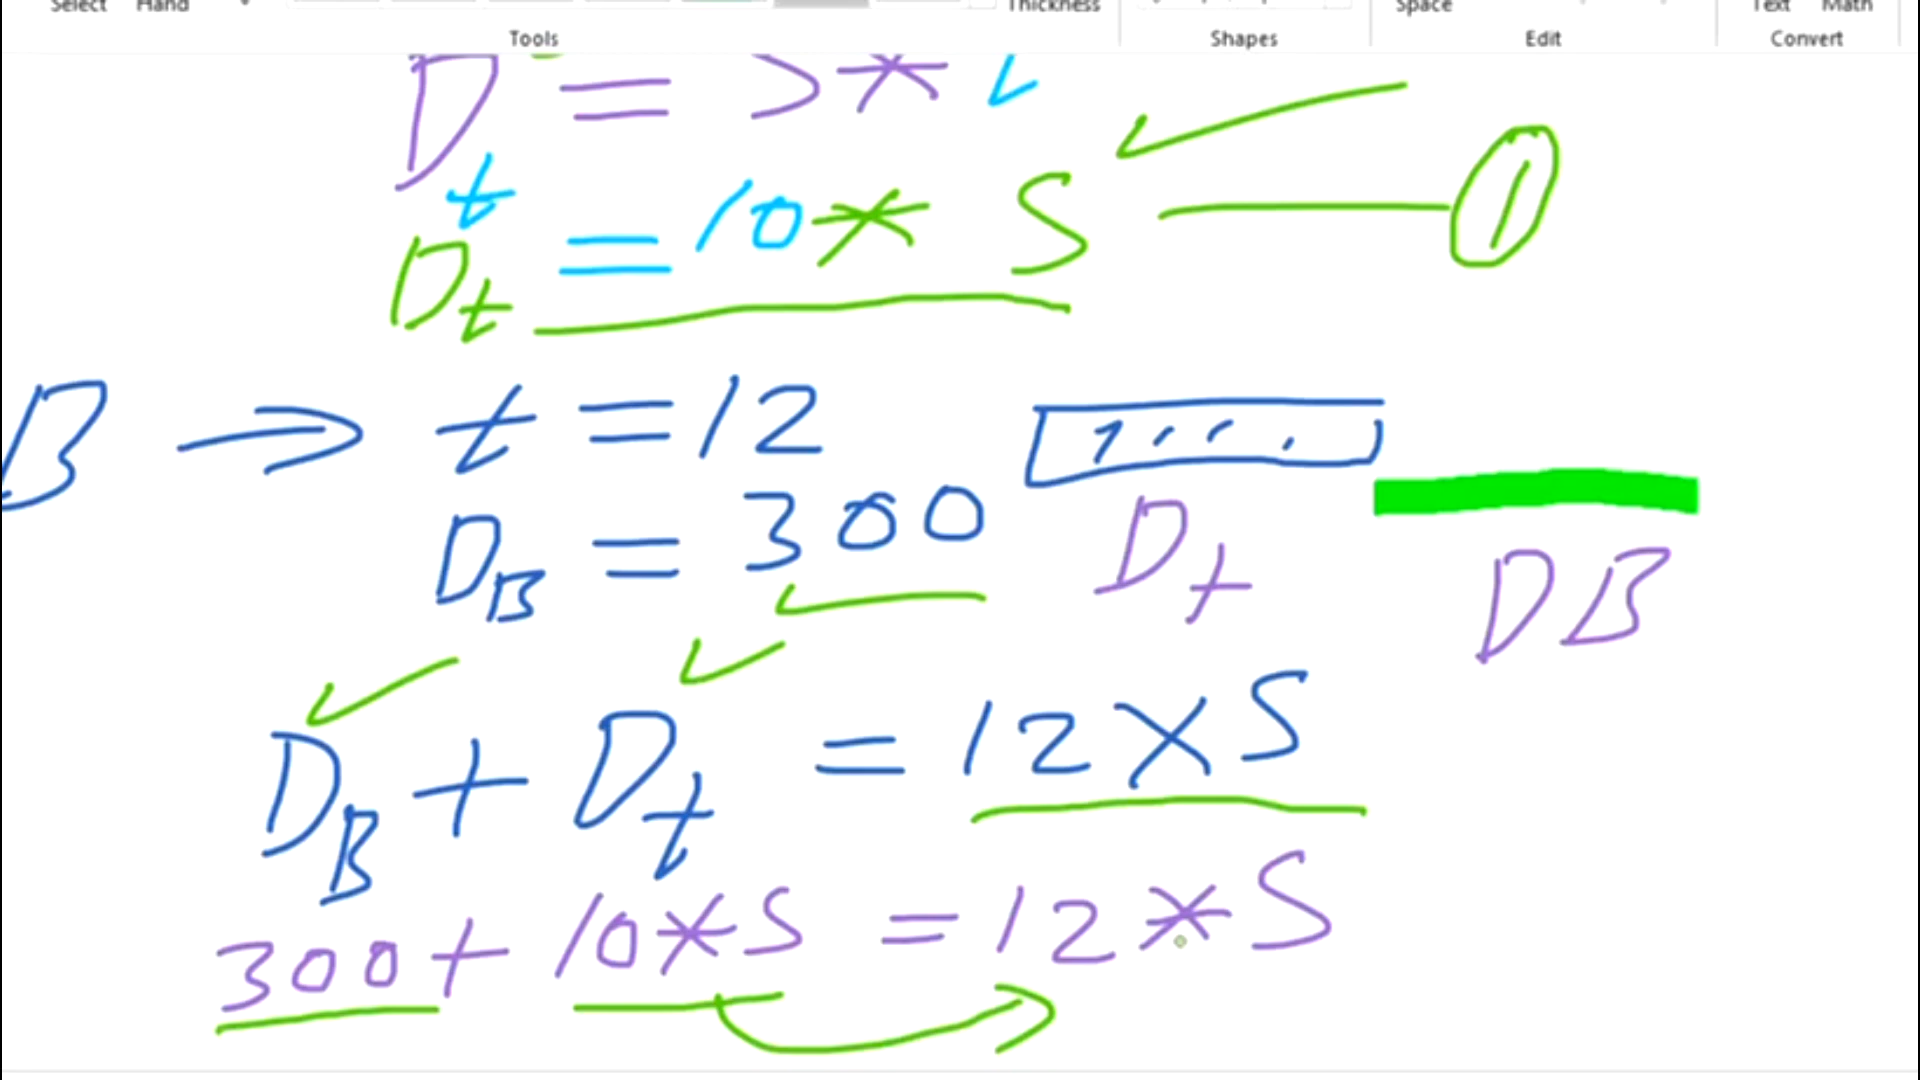 Select Hand Thickness Space Text Math
Tools Shapes Edit Convert
D = S *
t
Dt = 10 * S ①
B → t = 12
DB = 300 Dt DB
DB + Dt = 12 X S
300 + 10 * S = 12 * S